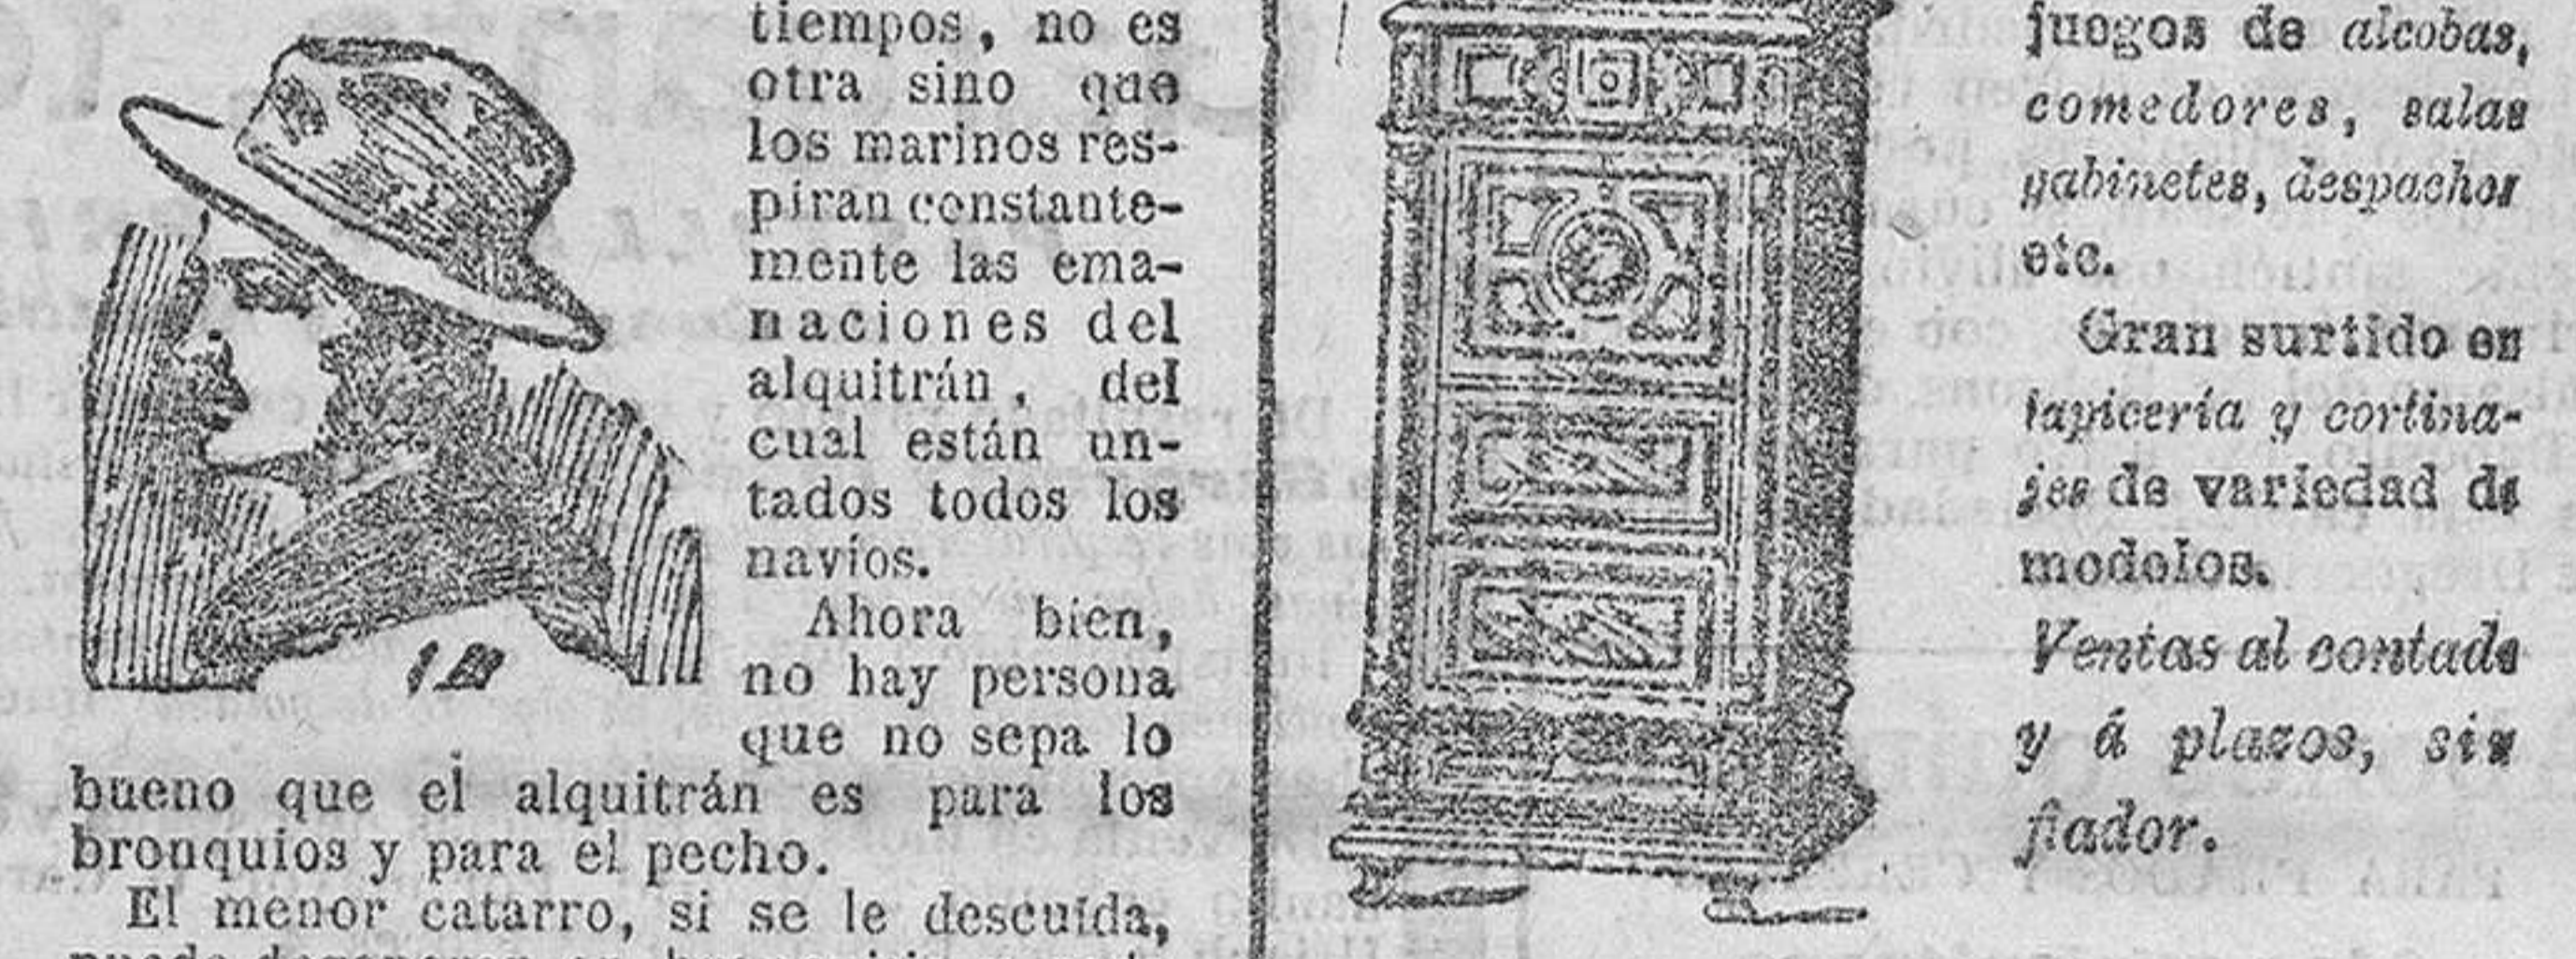 tiempos, no es
otra sino que
los marinos res-
piran constante-
mente las ema-
naciones del
alquitrán, del
cual están un-
tados todos los
navíos.
Ahora bien,
no hay persona
que no sepa lo
bueno que el alquitrán es para los
bronquios y para el pecho.
El menor catarro, si se le descuída,
juegos de alcobas,
comedores, salas
gabinetes, despachos
etc.
Gran surtido en
tapicería y cortina-
jes de variedad de
modelos.
Ventas al contado
y á plazos, sin
fiador.